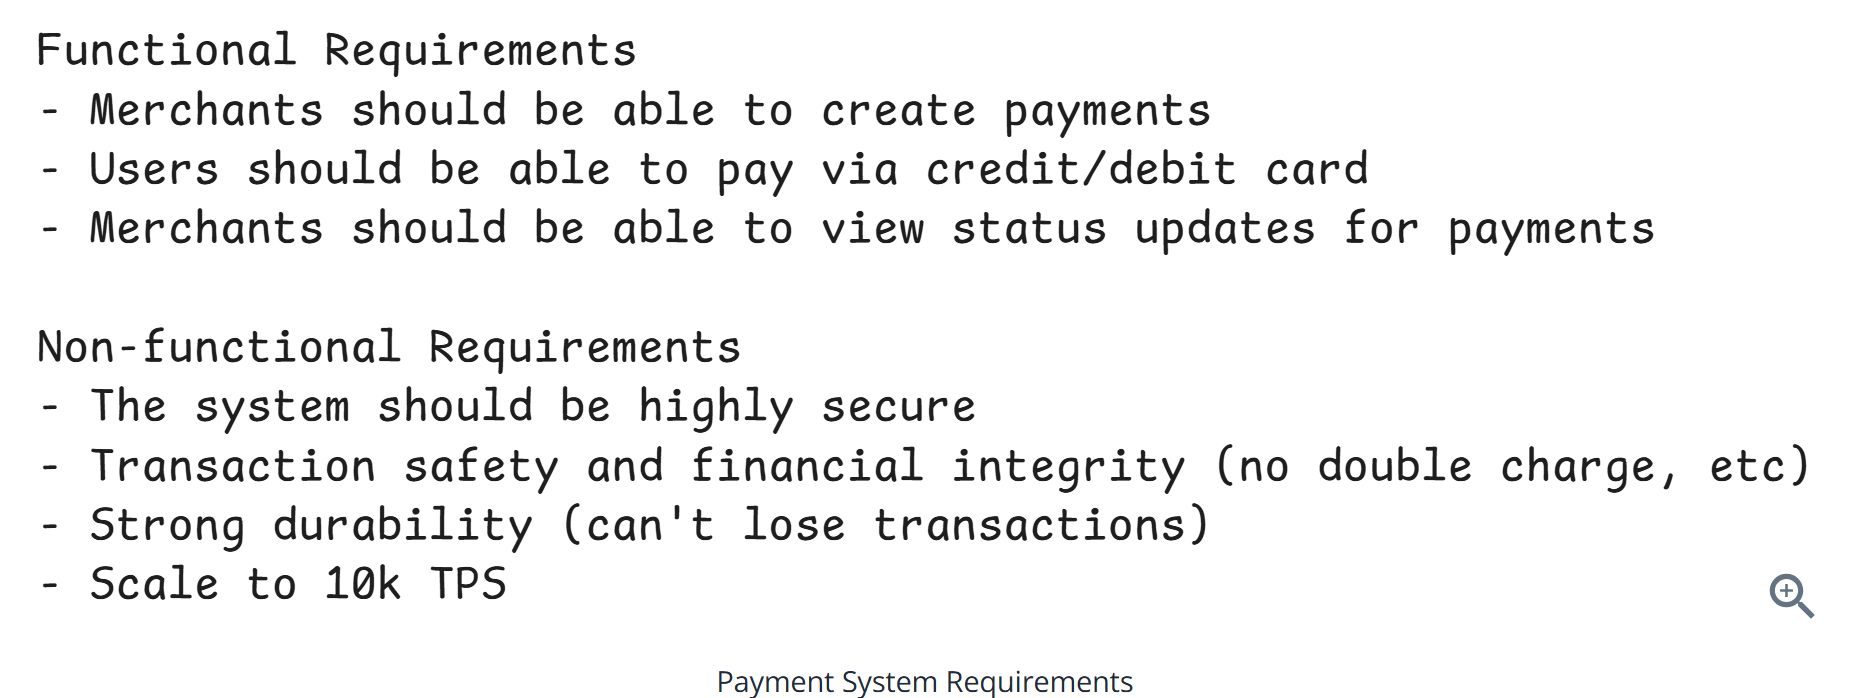 Functional Requirements
- Merchants should be able to create payments
- Users should be able to pay via credit/debit card
- Merchants should be able to view status updates for payments
Non-functional Requirements
- The system should be highly secure
- Transaction safety and financial integrity (no double charge, etc)
- Strong durability (can't lose transactions)
- Scale to 10k TPS
Payment System Requirements